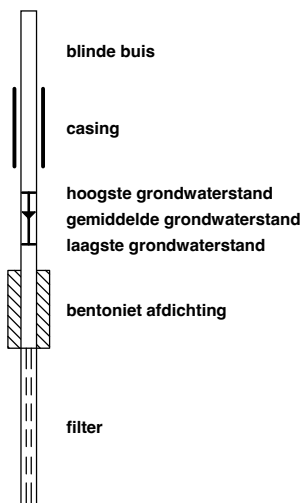 blinde buis
casing
hoogste grondwaterstand
gemiddelde grondwaterstand
laagste grondwaterstand
bentoniet afdichting
filter